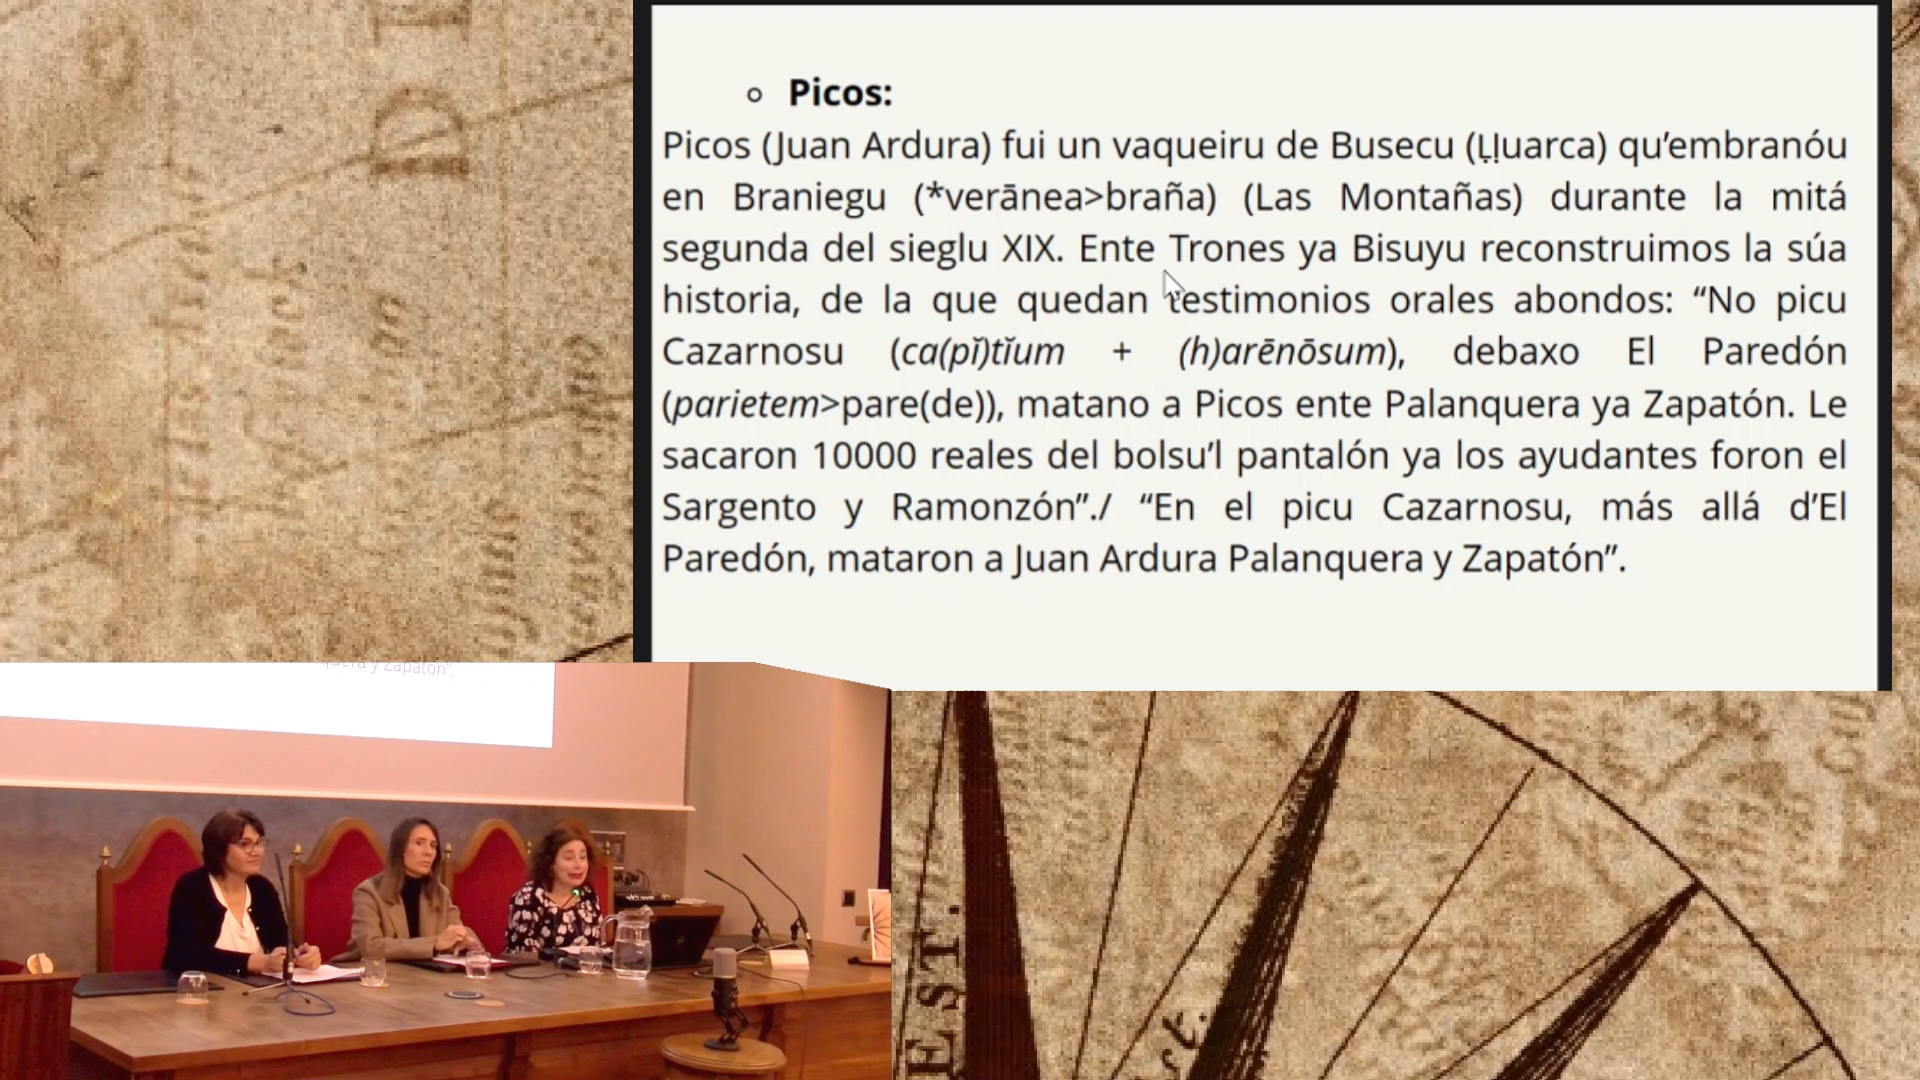 Picos:
Picos (Juan Ardura) fui un vaqueiru de Busecu (Ḷḷuarca) qu’embranóu
en Braniegu (*verānea>braña) (Las Montañas) durante la mitá
segunda del sieglu XIX. Ente Trones ya Bisuyu reconstruimos la súa
historia, de la que quedan testimonios orales abondos: “No picu
Cazarnosu (ca(pĭ)tĭum + (h)arēnōsum), debaxo El Paredón
(parietem>pare(de)), matano a Picos ente Palanquera ya Zapatón. Le
sacaron 10000 reales del bolsu’l pantalón ya los ayudantes foron el
Sargento y Ramonzón”./ “En el picu Cazarnosu, más allá d’El
Paredón, mataron a Juan Ardura Palanquera y Zapatón”.
y Zapatón”.
EST.